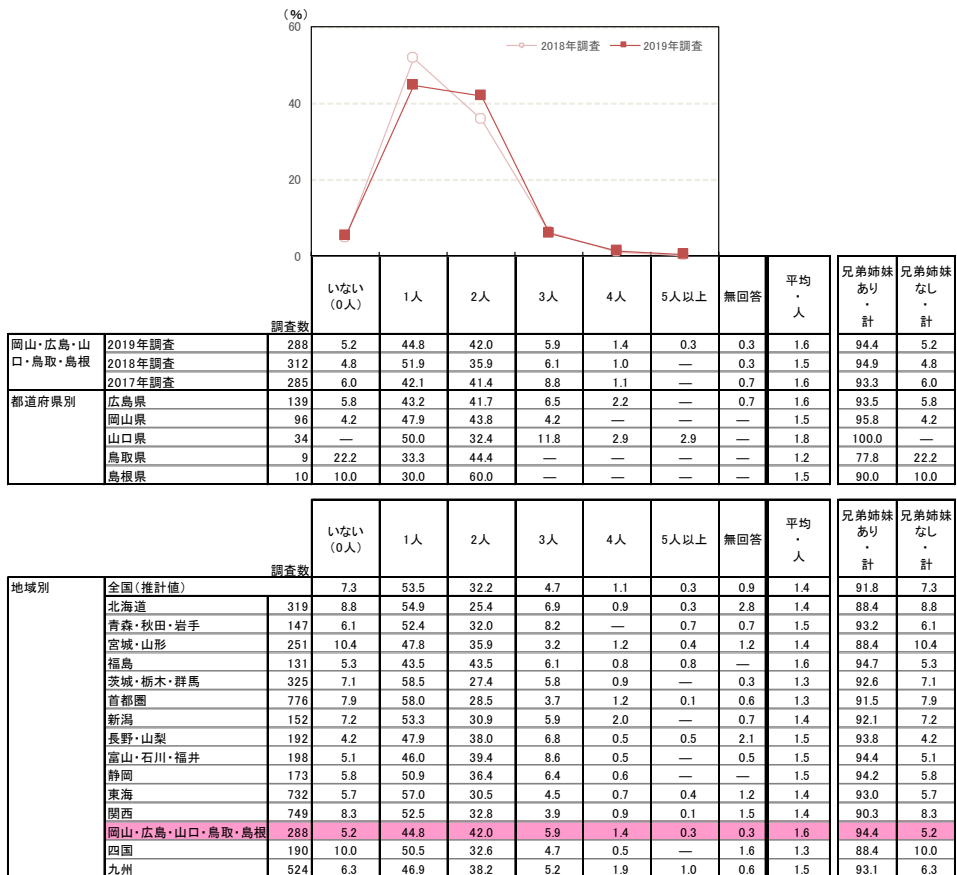 (%)
60
40
20
0
2018年調査 2019年調査
調査数 いない(0人) 1人 2人 3人 4人 5人以上 無回答 平均・人 兄弟姉妹あり・計 兄弟姉妹なし・計
岡山・広島・山口・鳥取・島根 2019年調査 288 5.2 44.8 42.0 5.9 1.4 0.3 0.3 1.6 94.4 5.2
2018年調査 312 4.8 51.9 35.9 6.1 1.0 — 0.3 1.5 94.9 4.8
2017年調査 285 6.0 42.1 41.4 8.8 1.1 — 0.7 1.6 93.3 6.0
都道府県別 広島県 139 5.8 43.2 41.7 6.5 2.2 — 0.7 1.6 93.5 5.8
岡山県 96 4.2 47.9 43.8 4.2 — — — 1.5 95.8 4.2
山口県 34 — 50.0 32.4 11.8 2.9 2.9 — 1.8 100.0 —
鳥取県 9 22.2 33.3 44.4 — — — — 1.2 77.8 22.2
島根県 10 10.0 30.0 60.0 — — — — 1.5 90.0 10.0
調査数 いない(0人) 1人 2人 3人 4人 5人以上 無回答 平均・人 兄弟姉妹あり・計 兄弟姉妹なし・計
地域別 全国(推計値) 7.3 53.5 32.2 4.7 1.1 0.3 0.9 1.4 91.8 7.3
北海道 319 8.8 54.9 25.4 6.9 0.9 0.3 2.8 1.4 88.4 8.8
青森・秋田・岩手 147 6.1 52.4 32.0 8.2 — 0.7 0.7 1.5 93.2 6.1
宮城・山形 251 10.4 47.8 35.9 3.2 1.2 0.4 1.2 1.4 88.4 10.4
福島 131 5.3 43.5 43.5 6.1 0.8 0.8 — 1.6 94.7 5.3
茨城・栃木・群馬 325 7.1 58.5 27.4 5.8 0.9 — 0.3 1.3 92.6 7.1
首都圏 776 7.9 58.0 28.5 3.7 1.2 0.1 0.6 1.3 91.5 7.9
新潟 152 7.2 53.3 30.9 5.9 2.0 — 0.7 1.4 92.1 7.2
長野・山梨 192 4.2 47.9 38.0 6.8 0.5 0.5 2.1 1.5 93.8 4.2
富山・石川・福井 198 5.1 46.0 39.4 8.6 0.5 — 0.5 1.5 94.4 5.1
静岡 173 5.8 50.9 36.4 6.4 0.6 — — 1.5 94.2 5.8
東海 732 5.7 57.0 30.5 4.5 0.7 0.4 1.2 1.4 93.0 5.7
関西 749 8.3 52.5 32.8 3.9 0.9 0.1 1.5 1.4 90.3 8.3
岡山・広島・山口・鳥取・島根 288 5.2 44.8 42.0 5.9 1.4 0.3 0.3 1.6 94.4 5.2
四国 190 10.0 50.5 32.6 4.7 0.5 — 1.6 1.3 88.4 10.0
九州 524 6.3 46.9 38.2 5.2 1.9 1.0 0.6 1.5 93.1 6.3